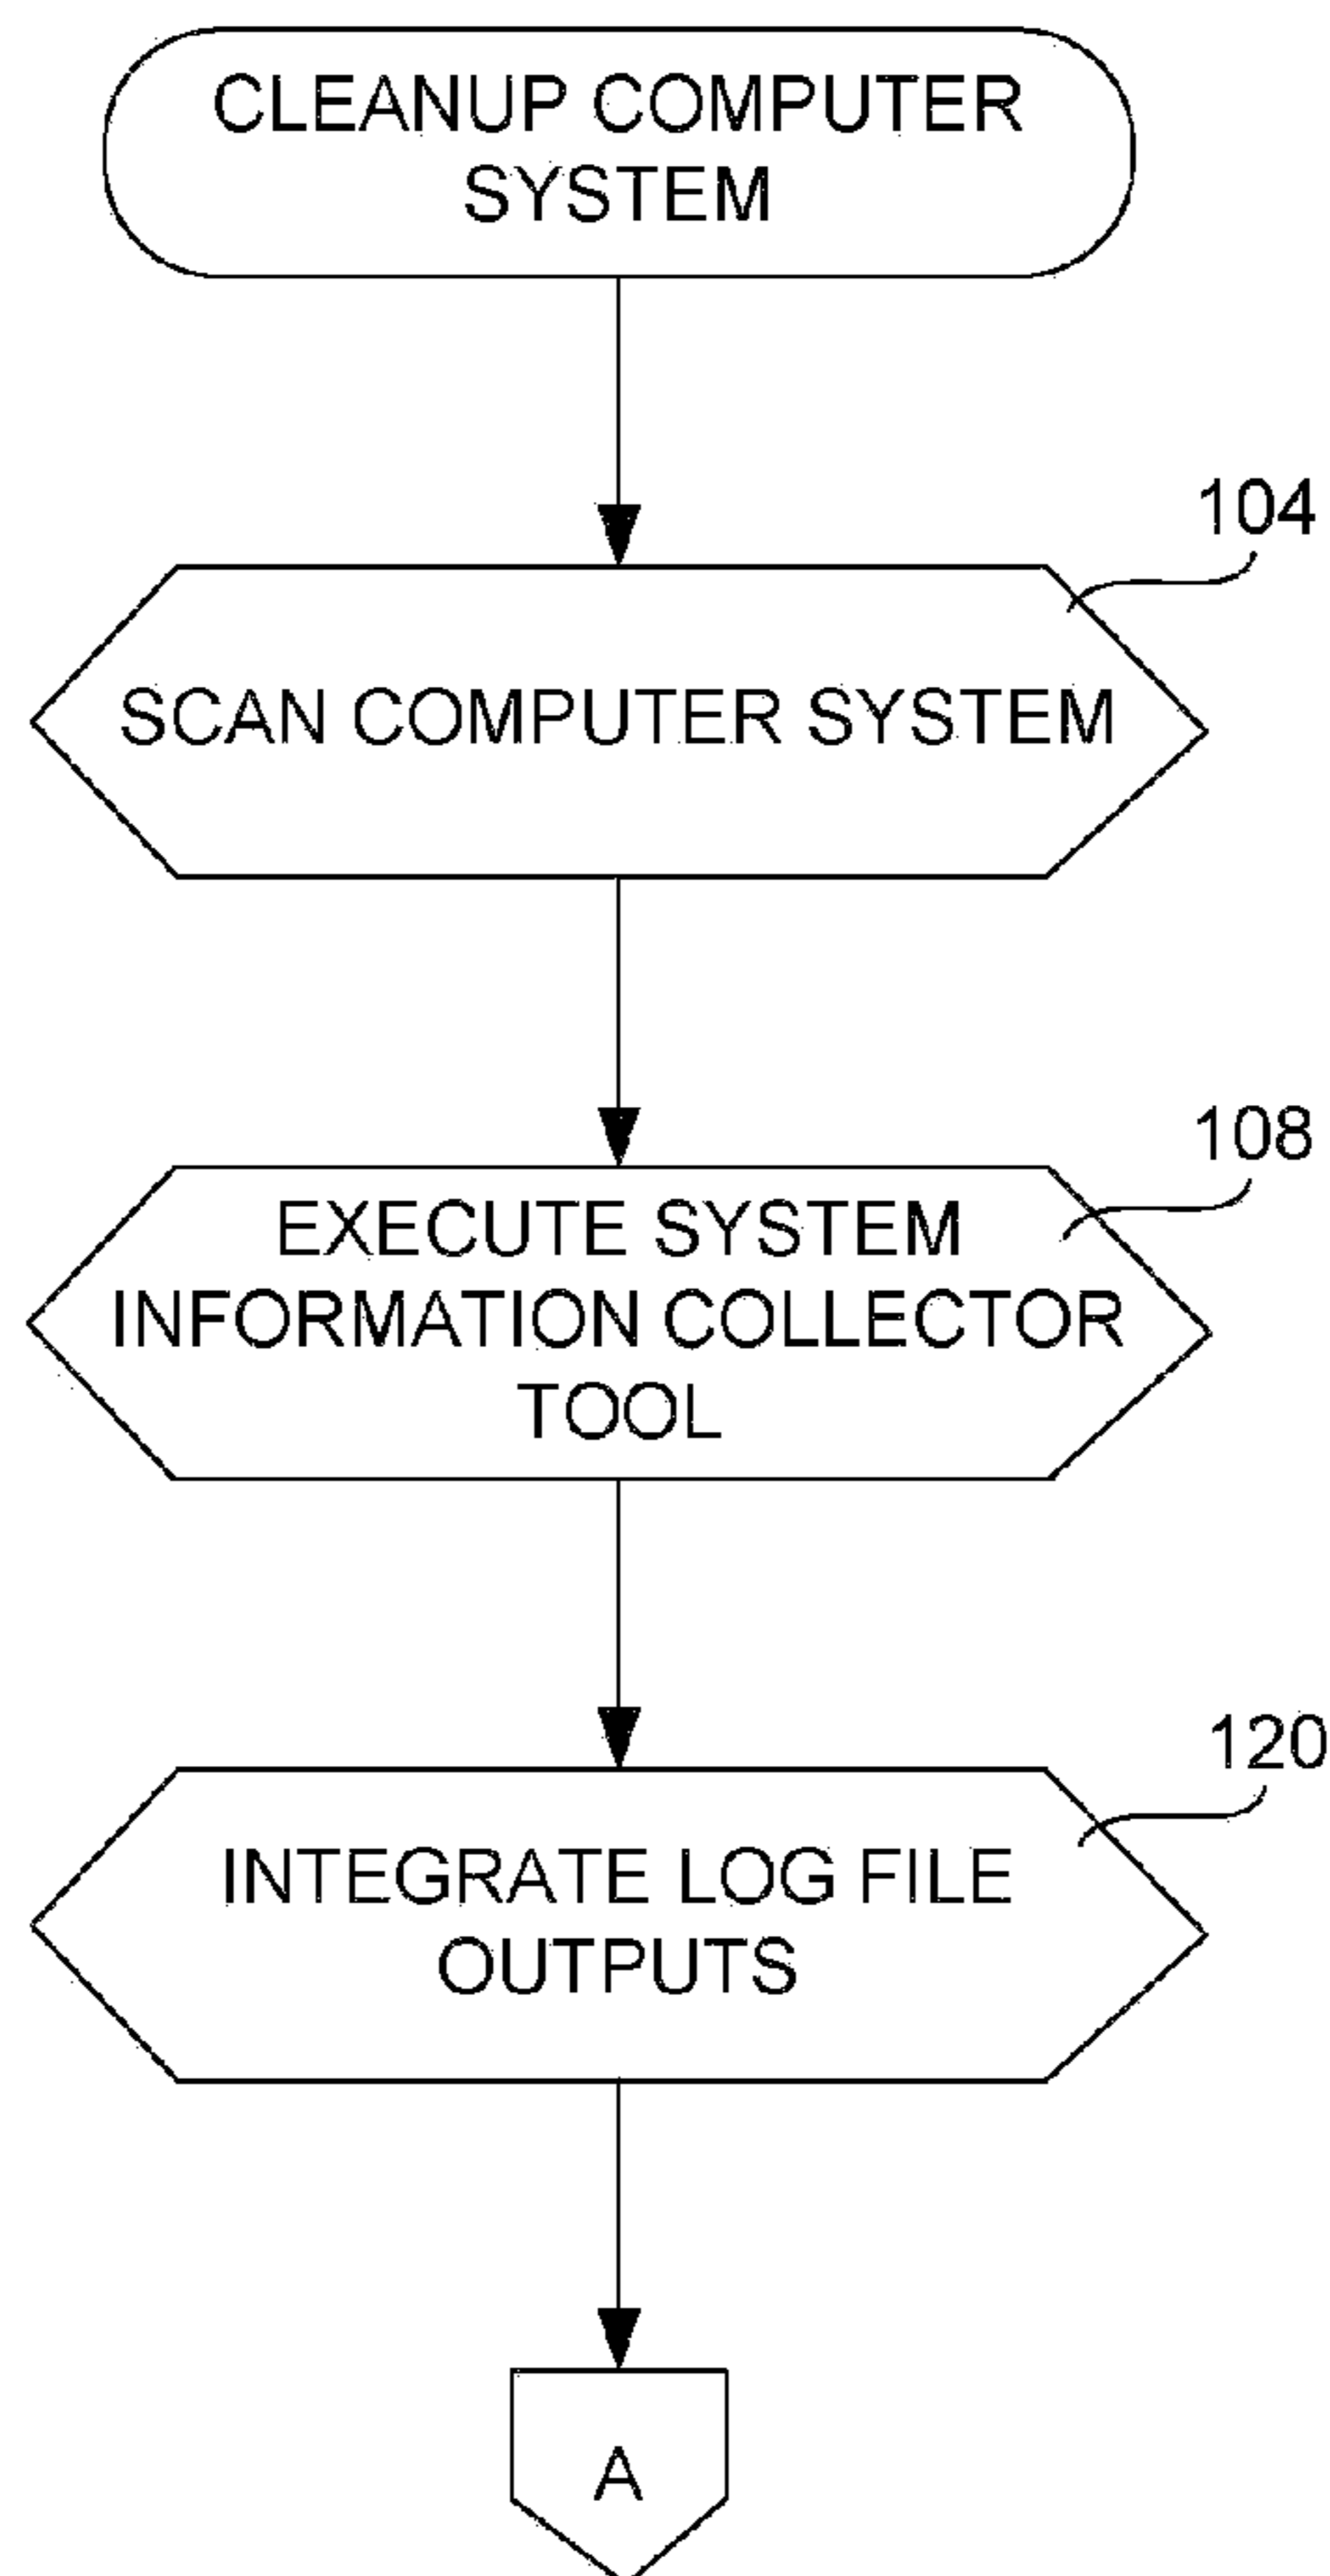 CLEANUP COMPUTER
SYSTEM
104
SCAN COMPUTER SYSTEM
108
EXECUTE SYSTEM
INFORMATION COLLECTOR
TOOL
120
INTEGRATE LOG FILE
OUTPUTS
A